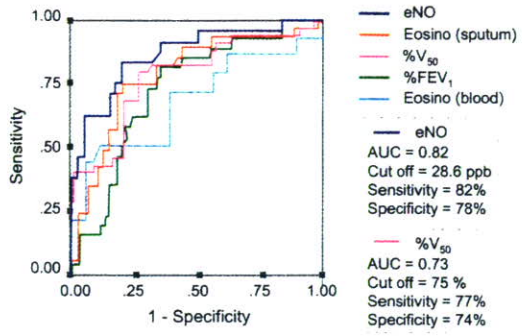 1.00
.75
.50
.25
0.00
Sensitivity
0.00 .25 .50 .75 1.00
1 - Specificity
eNO
Eosino (sputum)
%V₅₀
%FEV₁
Eosino (blood)
eNO
AUC = 0.82
Cut off = 28.6 ppb
Sensitivity = 82%
Specificity = 78%
%V₅₀
AUC = 0.73
Cut off = 75 %
Sensitivity = 77%
Specificity = 74%